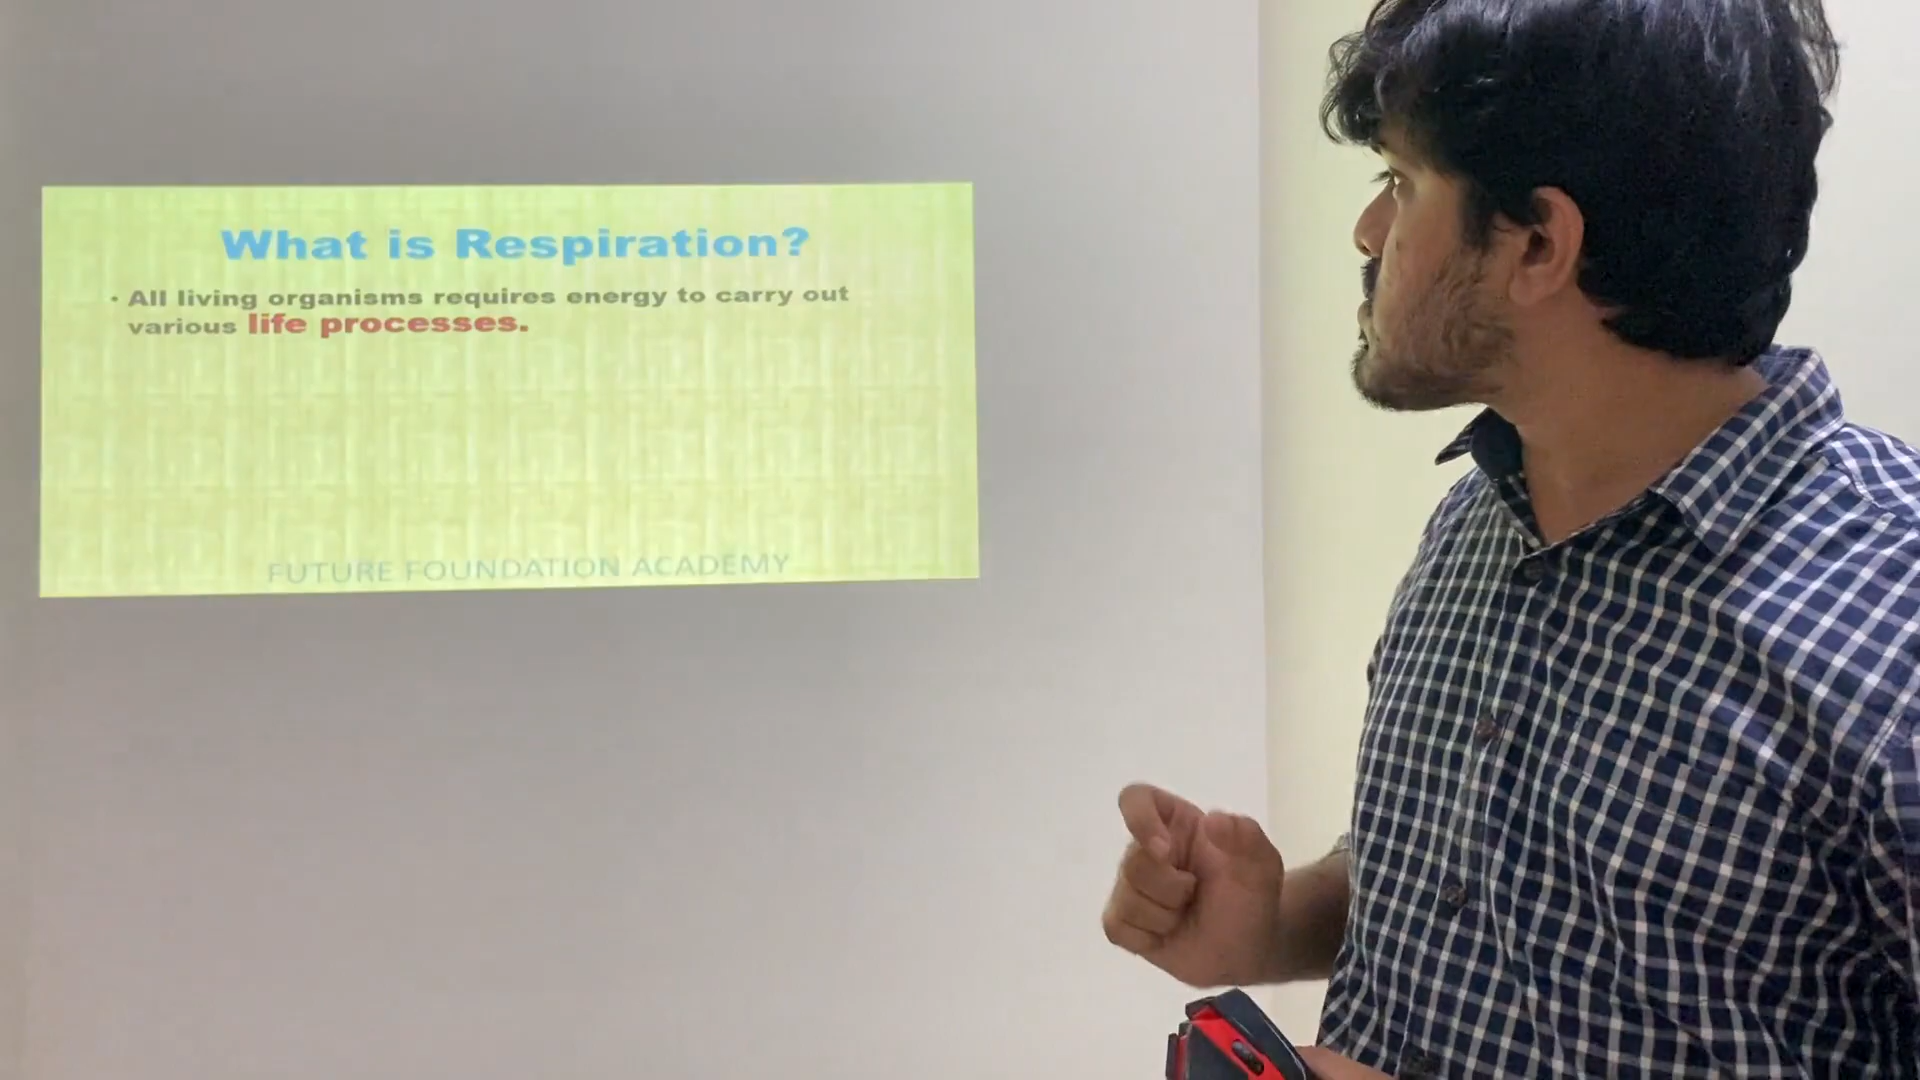 What is Respiration?
• All living organisms requires energy to carry out
various life processes.
FUTURE FOUNDATION ACADEMY